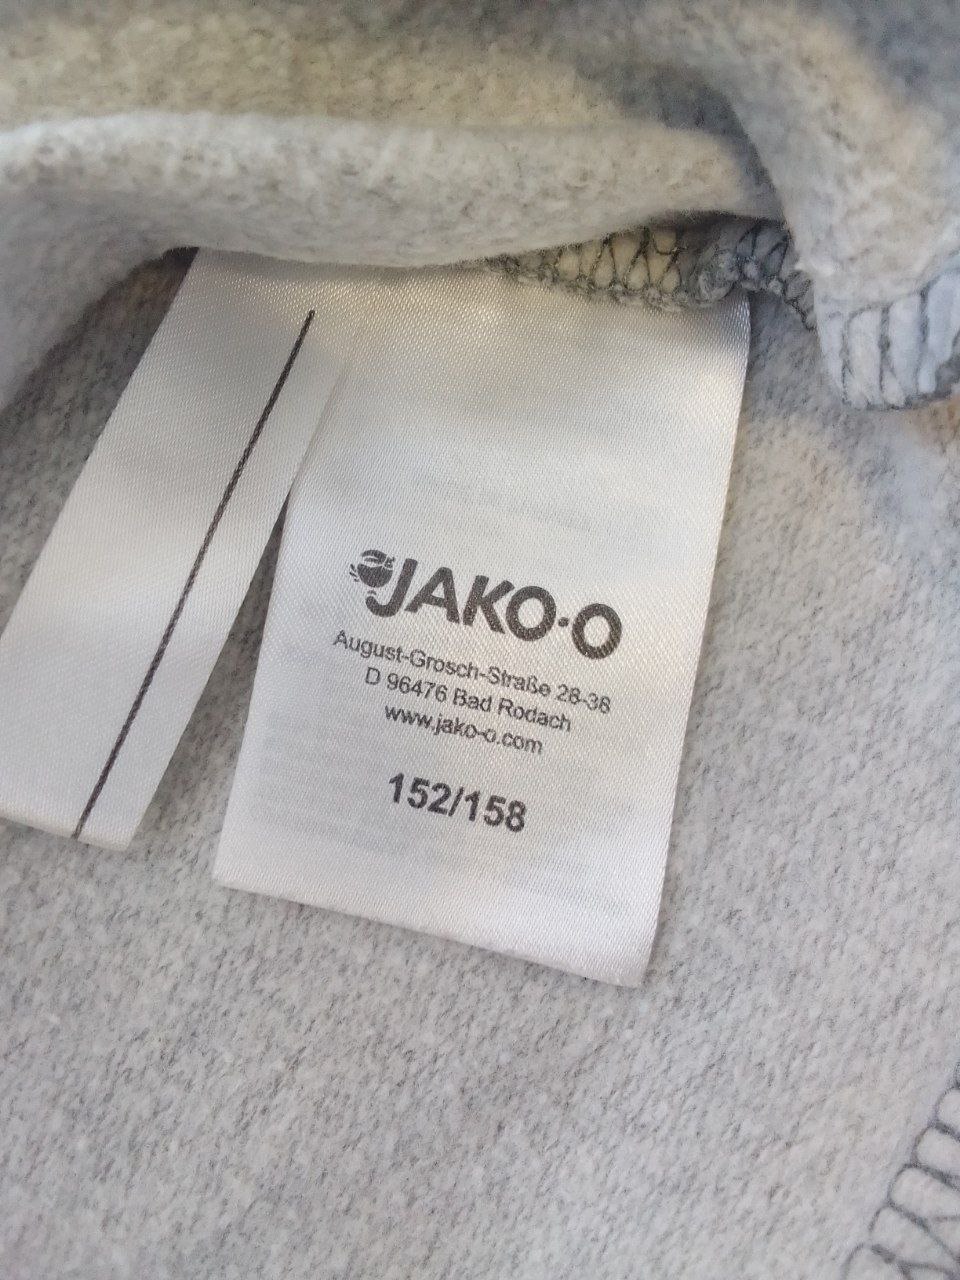 JAKO-O
August-Grosch-Straße 28-38
D 96476 Bad Rodach
www.jako-o.com
152/158